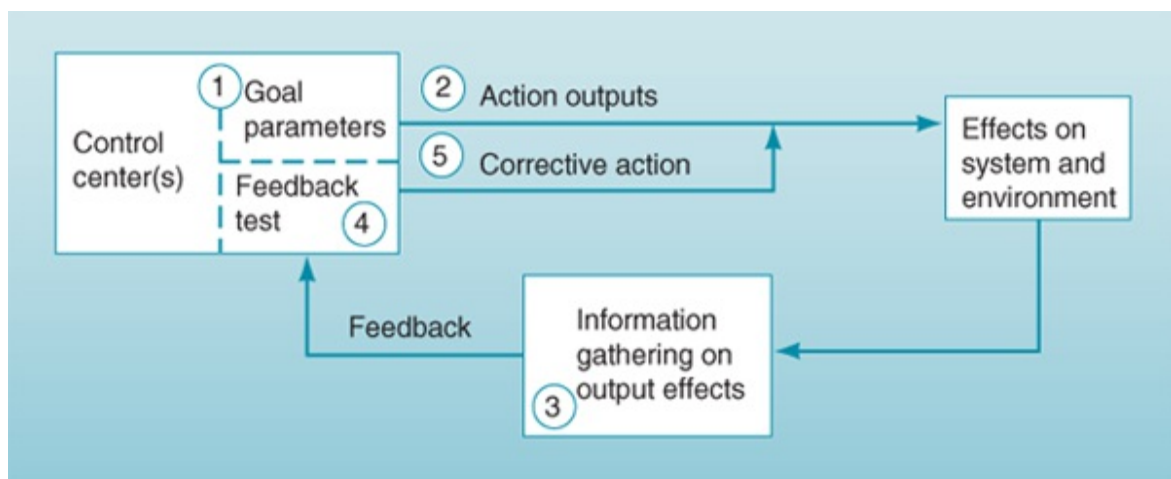 Control
center(s)
1
Goal
parameters
Feedback
test
4
2
Action outputs
5
Corrective action
Effects on
system and
environment
Information
gathering on
output effects
3
Feedback